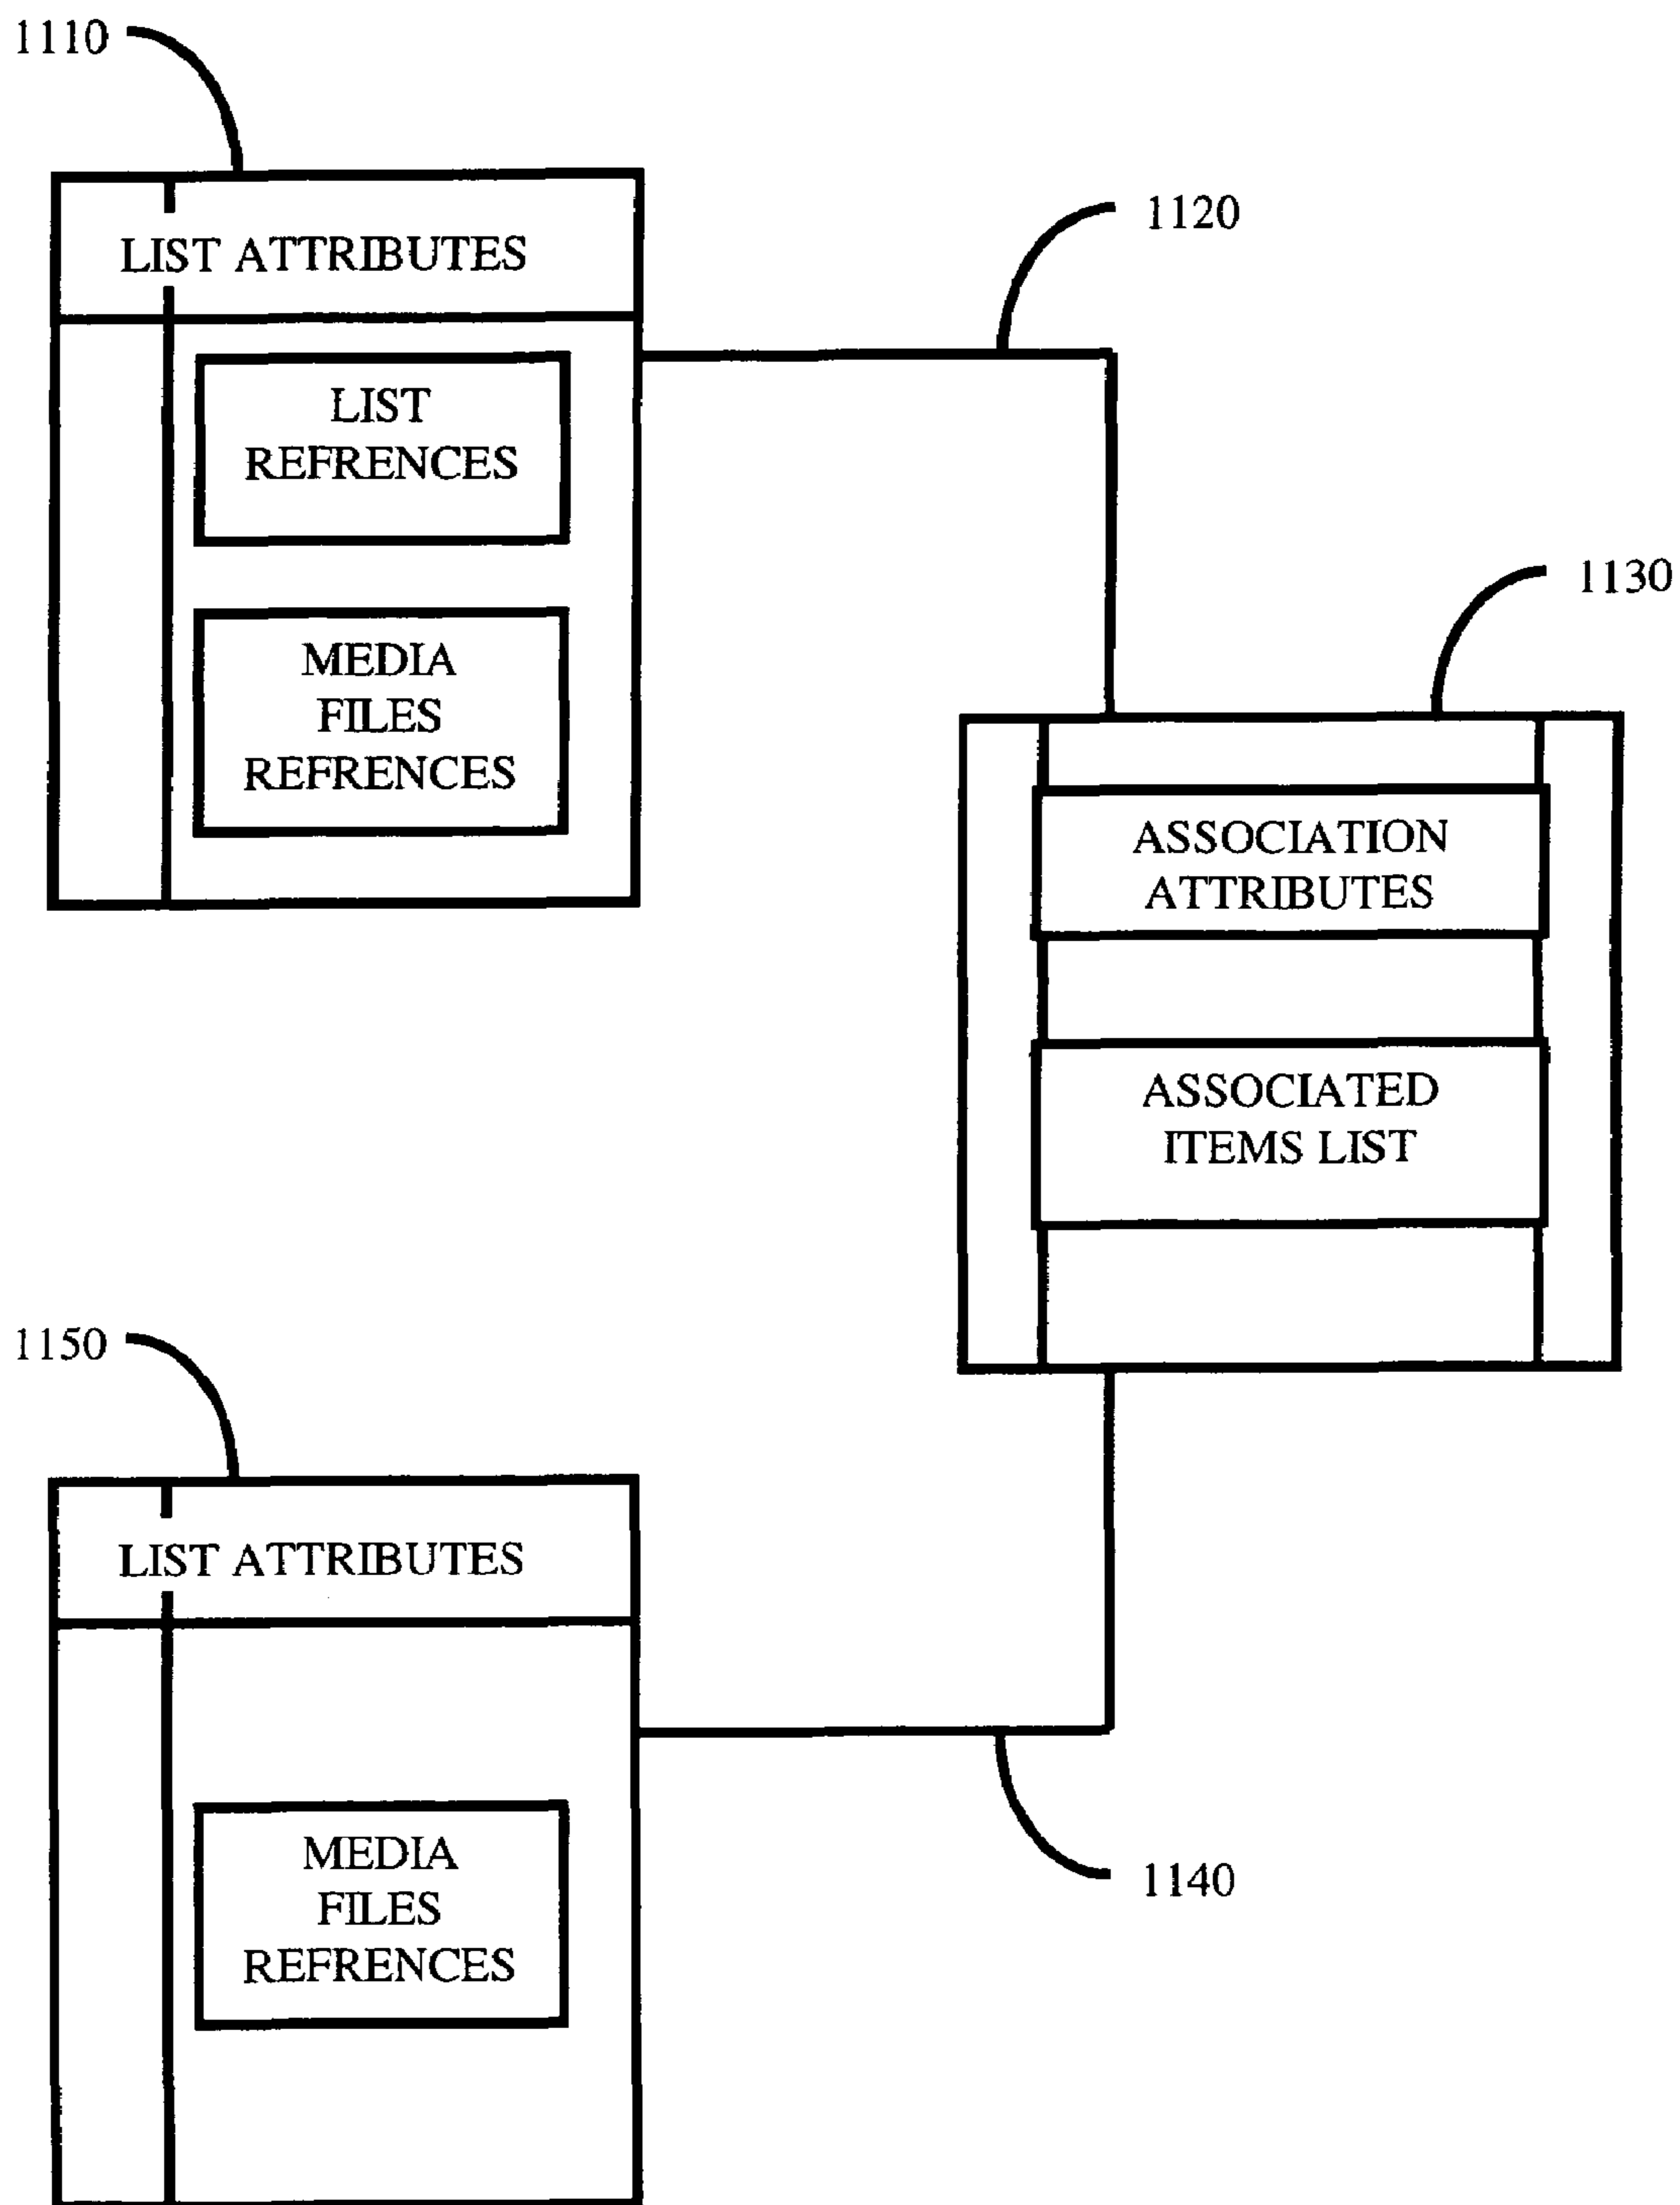 1110
LIST ATTRIBUTES
LIST
REFRENCES
MEDIA
FILES
REFRENCES
1120
1130
ASSOCIATION
ATTRIBUTES
ASSOCIATED
ITEMS LIST
1150
LIST ATTRIBUTES
MEDIA
FILES
REFRENCES
1140